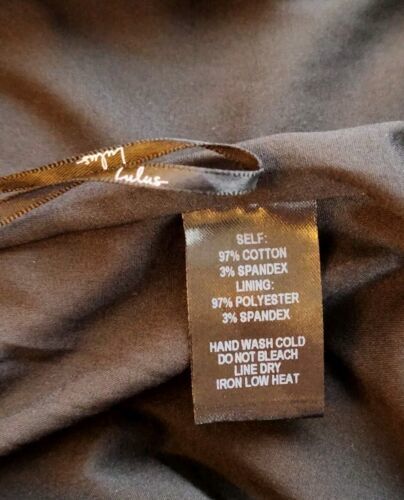 Lulus
Lulus
SELF:
97% COTTON
3% SPANDEX
LINING:
97% POLYESTER
3% SPANDEX
HAND WASH COLD
DO NOT BLEACH
LINE DRY
IRON LOW HEAT